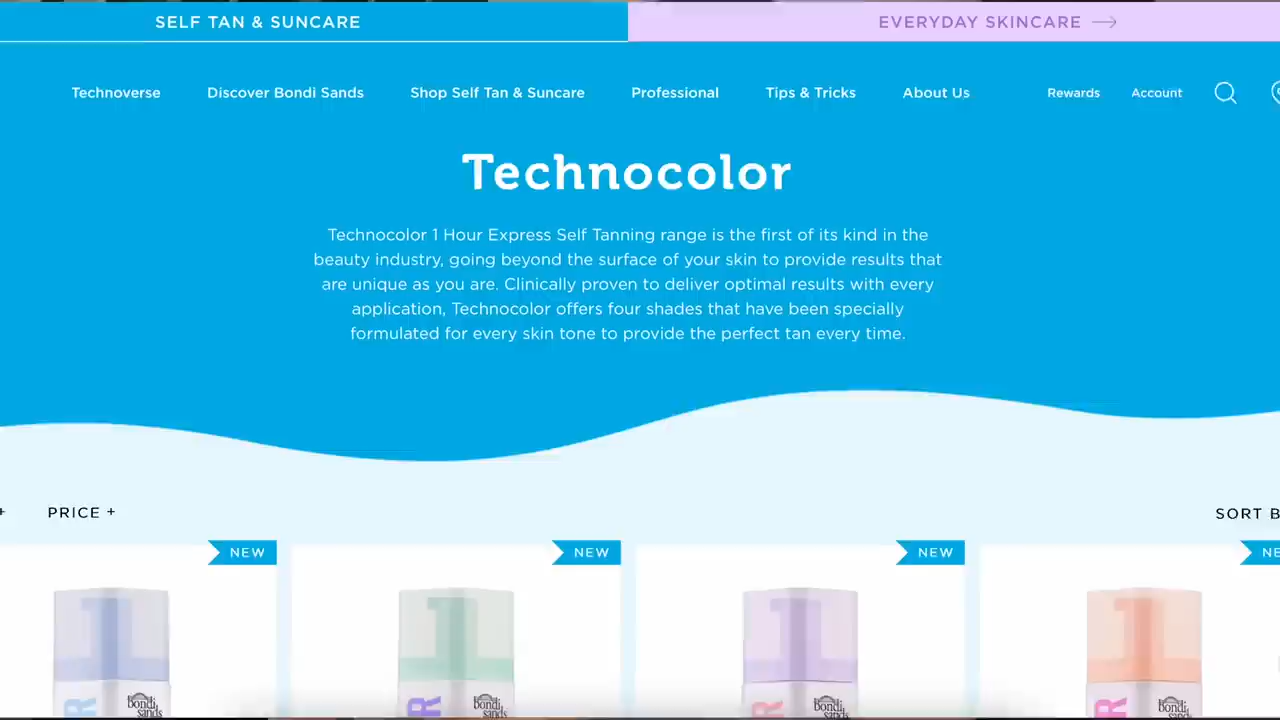 SELF TAN & SUNCARE
EVERYDAY SKINCARE
Technoverse
Discover Bondi Sands
Shop Self Tan & Suncare
Professional
Tips & Tricks
About Us
Rewards
Account
Technocolor
Technocolor 1 Hour Express Self Tanning range is the first of its kind in the
beauty industry, going beyond the surface of your skin to provide results that
are unique as you are. Clinically proven to deliver optimal results with every
application, Technocolor offers four shades that have been specially
formulated for every skin tone to provide the perfect tan every time.
+
PRICE +
SORT B
NEW
NEW
NEW
NE
R
bondi
sands
R
bondi
sands
R
bondi
sands
R
bondi
sands